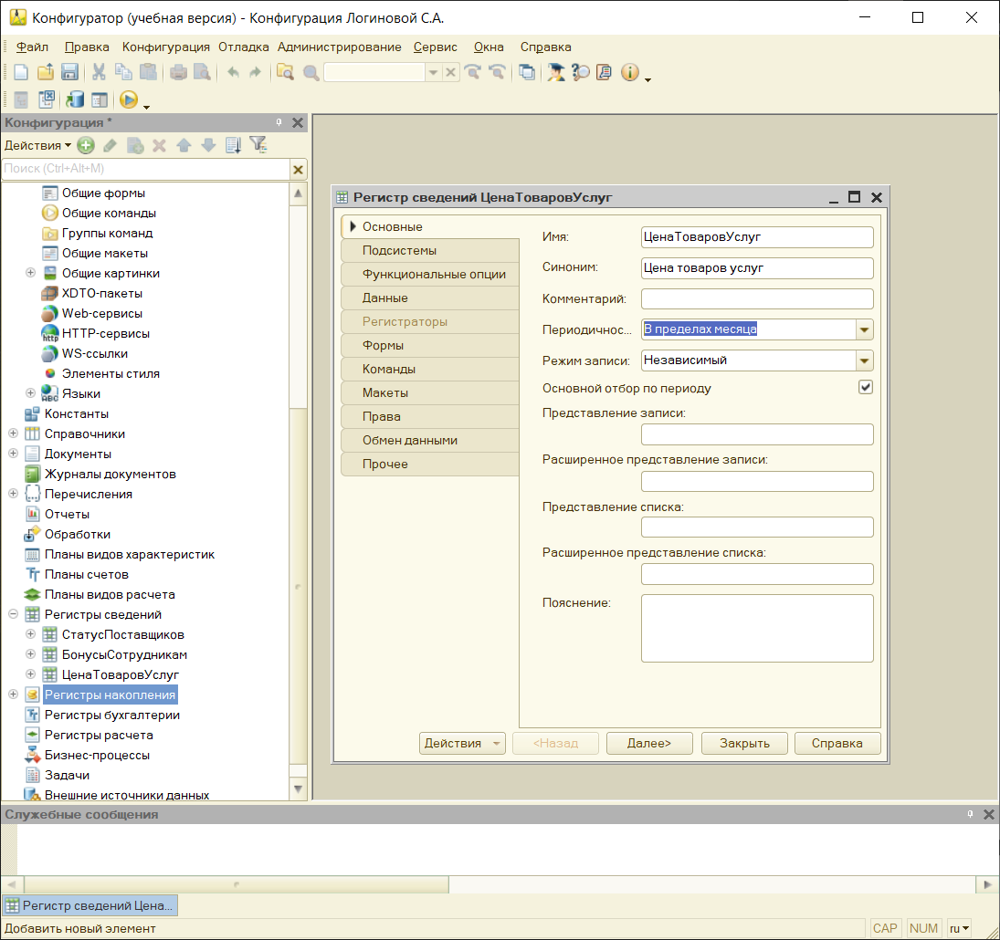 Конфигуратор (учебная версия) - Конфигурация Логиновой С.А.
Файл Правка Конфигурация Отладка Администрирование Сервис Окна Справка
Конфигурация *
Действия
Поиск (Ctrl+Alt+M)
Общие формы
Общие команды
Группы команд
Общие макеты
Общие картинки
XDTO-пакеты
Web-сервисы
HTTP-сервисы
WS-ссылки
Элементы стиля
Языки
Константы
Справочники
Документы
Журналы документов
Перечисления
Отчеты
Обработки
Планы видов характеристик
Планы счетов
Планы видов расчета
Регистры сведений
СтатусПоставщиков
БонусыСотрудникам
ЦенаТоваровУслуг
Регистры накопления
Регистры бухгалтерии
Регистры расчета
Бизнес-процессы
Задачи
Внешние источники данных
Регистр сведений ЦенаТоваровУслуг
Основные
Подсистемы
Функциональные опции
Данные
Регистраторы
Формы
Команды
Макеты
Права
Обмен данными
Прочее
Имя: ЦенаТоваровУслуг
Синоним: Цена товаров услуг
Комментарий:
Периодичнос... В пределах месяца
Режим записи: Независимый
Основной отбор по периоду
Представление записи:
Расширенное представление записи:
Представление списка:
Расширенное представление списка:
Пояснение:
Действия <Назад Далее> Закрыть Справка
Служебные сообщения
Регистр сведений Цена...
Добавить новый элемент CAP NUM ru